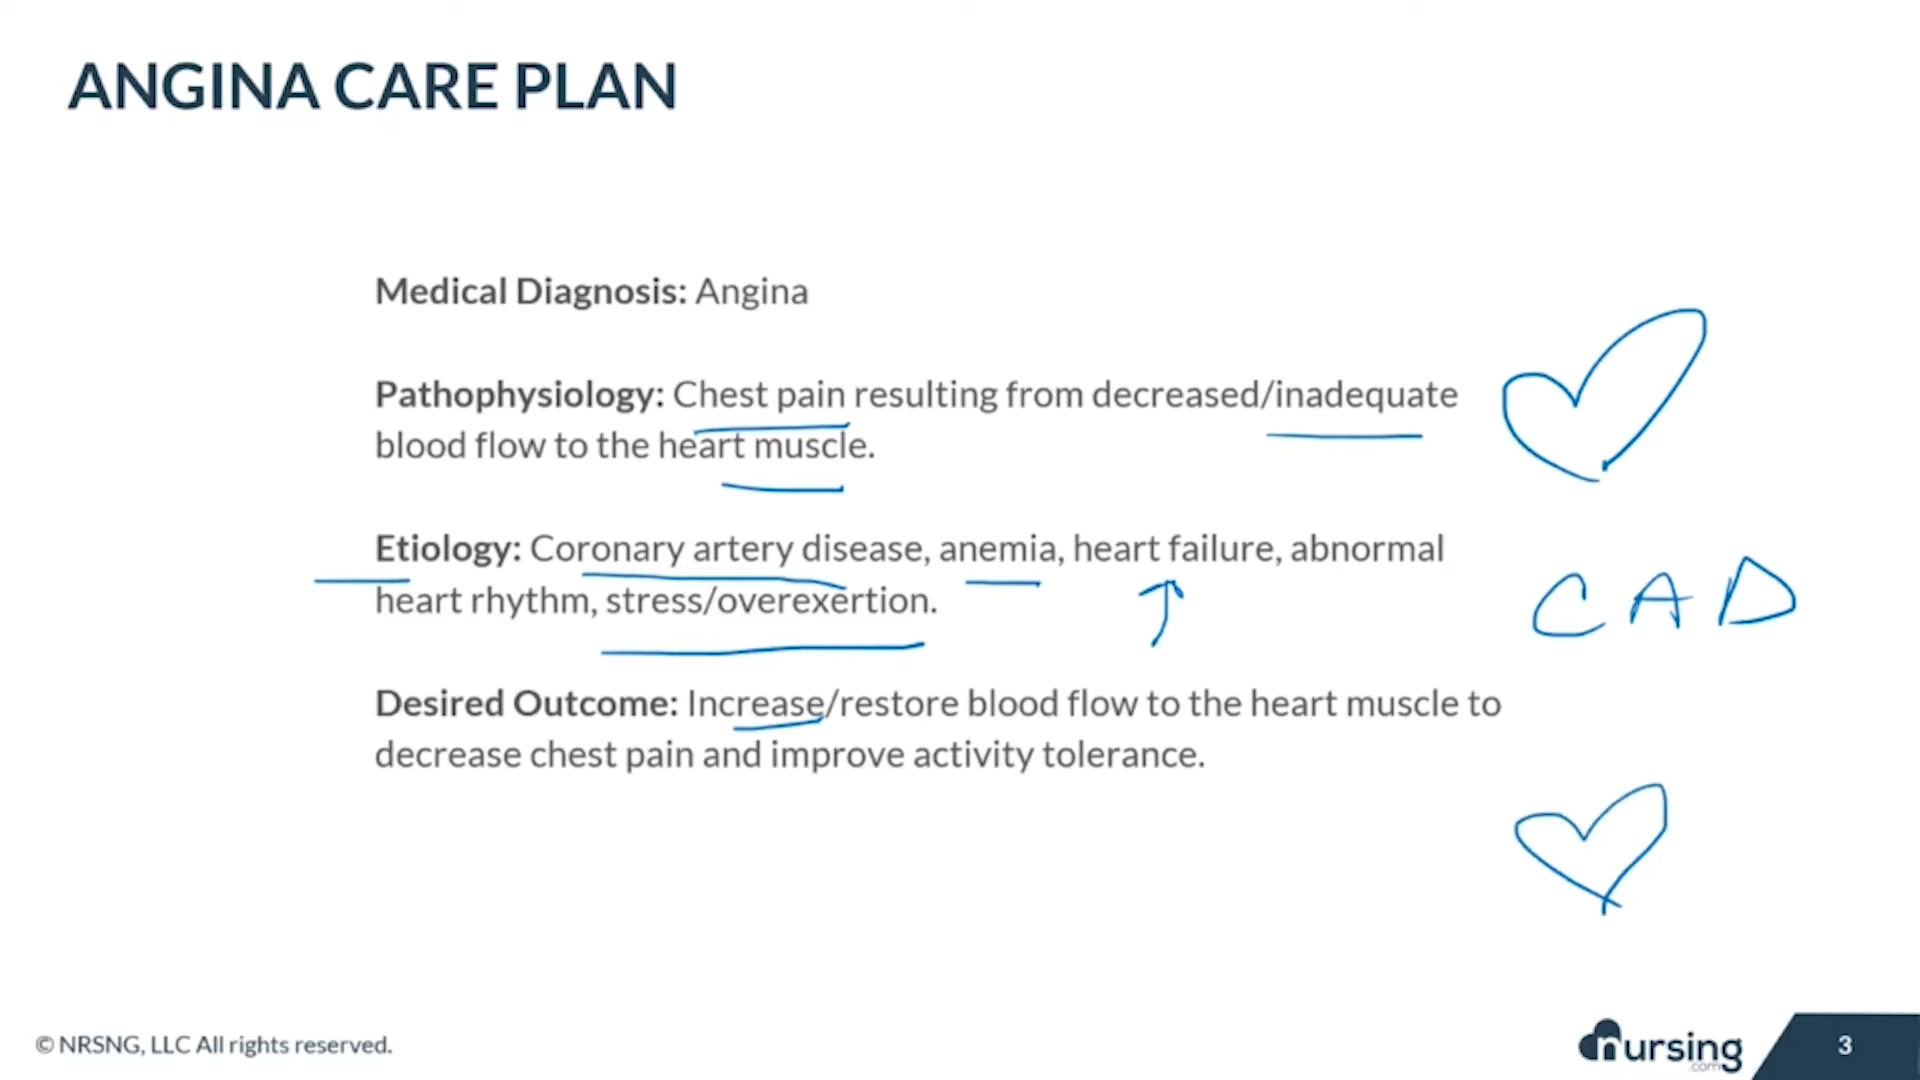 ANGINA CARE PLAN
Medical Diagnosis: Angina
Pathophysiology: Chest pain resulting from decreased/inadequate
blood flow to the heart muscle.
Etiology: Coronary artery disease, anemia, heart failure, abnormal
heart rhythm, stress/overexertion.
CAD
Desired Outcome: Increase/restore blood flow to the heart muscle to
decrease chest pain and improve activity tolerance.
© NRSNG, LLC All rights reserved.
nursing
.com
3